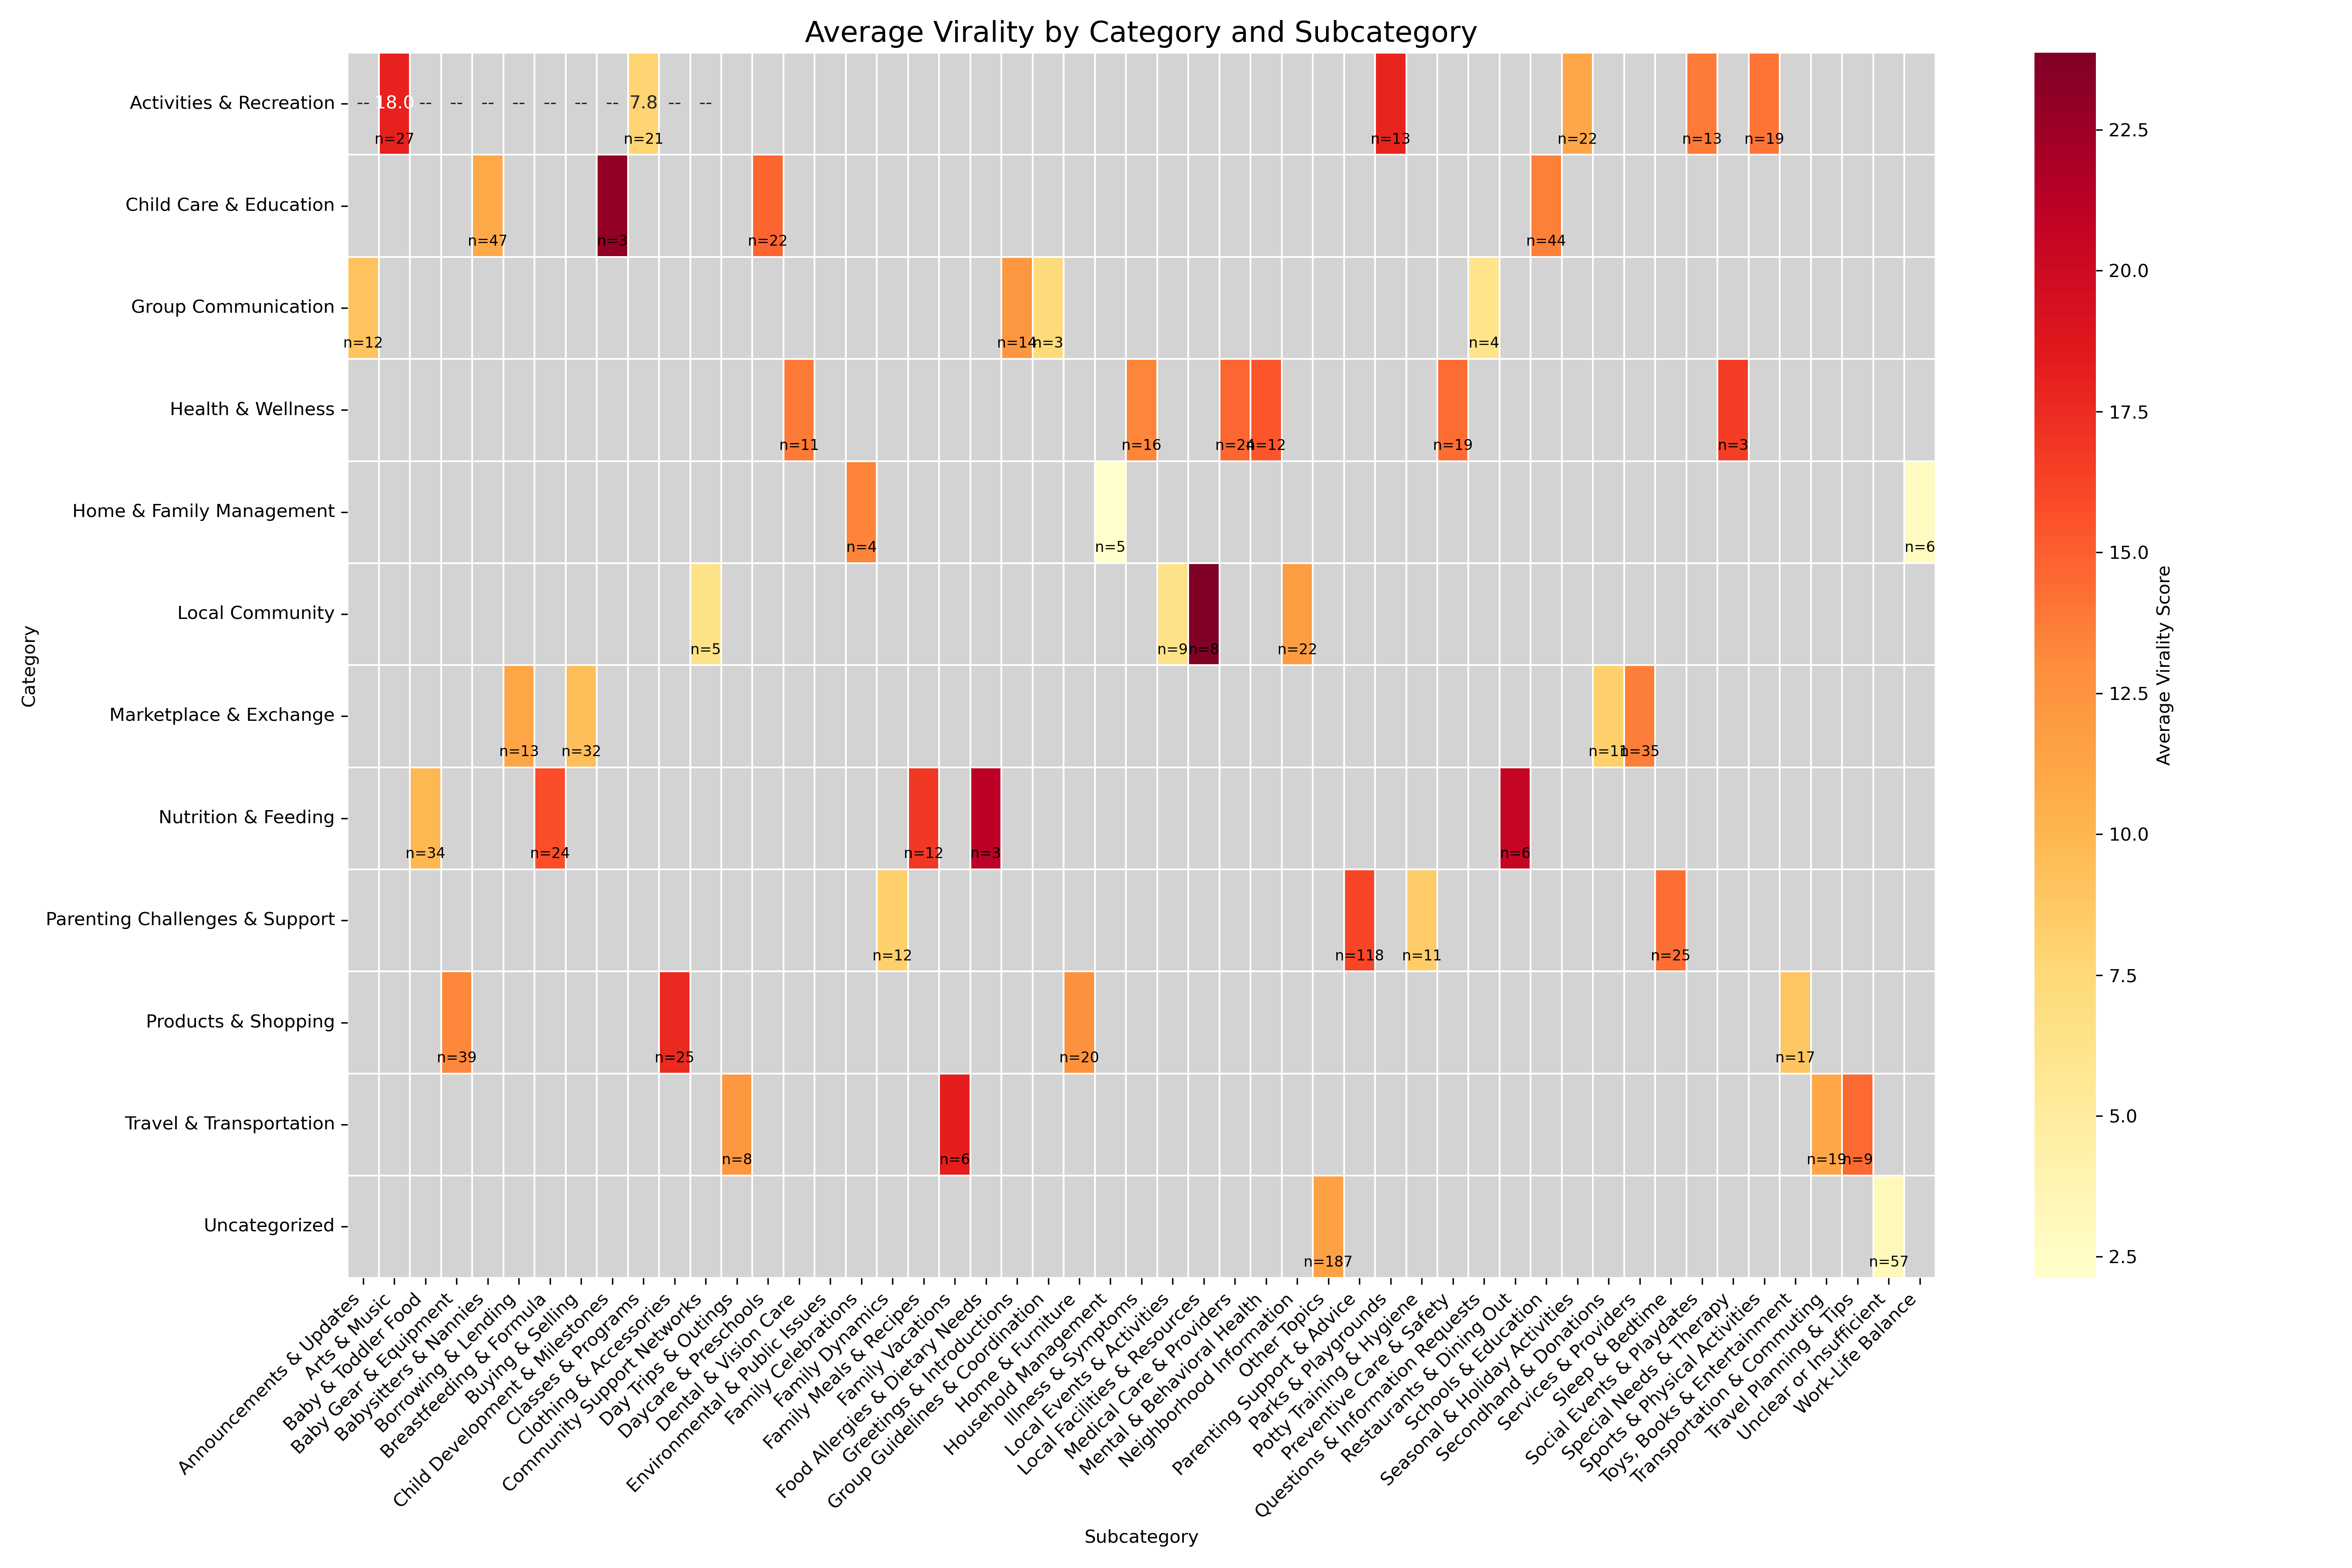 Average Virality by Category and Subcategory
Activities & Recreation
-- 18.0 -- -- -- -- -- -- -- 7.8 -- --
n=27 n=21 n=13 n=22 n=13 n=19
Child Care & Education
n=47 n=3 n=22 n=44
Group Communication
n=12 n=14 n=3 n=4
Health & Wellness
n=11 n=16 n=24 n=12 n=19 n=3
Home & Family Management
n=4 n=5 n=6
Local Community
n=5 n=9 n=8 n=22
Marketplace & Exchange
n=13 n=32 n=11 n=35
Nutrition & Feeding
n=34 n=24 n=12 n=3 n=6
Parenting Challenges & Support
n=12 n=118 n=11 n=25
Products & Shopping
n=39 n=25 n=20 n=17
Travel & Transportation
n=8 n=6 n=19 n=9
Uncategorized
n=187 n=57
Category
Announcements & Updates
Arts & Music
Baby & Toddler Food
Baby Gear & Equipment
Babysitters & Nannies
Borrowing & Lending
Breastfeeding & Formula
Buying & Selling
Child Development & Milestones
Classes & Programs
Clothing & Accessories
Community Support Networks
Day Trips & Outings
Daycare & Preschools
Dental & Vision Care
Environmental & Public Issues
Family Celebrations
Family Dynamics
Family Meals & Recipes
Family Vacations
Food Allergies & Dietary Needs
Greetings & Introductions
Group Guidelines & Coordination
Home & Furniture
Household Management
Illness & Symptoms
Local Events & Activities
Local Facilities & Resources
Medical Care & Providers
Mental & Behavioral Health
Neighborhood Information
Other Topics
Parenting Support & Advice
Parks & Playgrounds
Potty Training & Hygiene
Preventive Care & Safety
Questions & Information Requests
Restaurants & Dining Out
Schools & Education
Seasonal & Holiday Activities
Secondhand & Donations
Services & Providers
Sleep & Bedtime
Social Events & Playdates
Special Needs & Therapy
Sports & Physical Activities
Toys, Books & Entertainment
Transportation & Commuting
Travel Planning & Tips
Unclear or Insufficient
Work-Life Balance
Subcategory
22.5
20.0
17.5
15.0
12.5
10.0
7.5
5.0
2.5
Average Virality Score